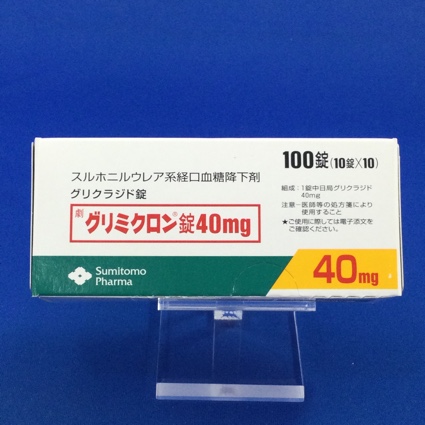 スルホニルウレア系経口血糖降下剤
グリクラジド錠
劇 グリミクロン®錠40mg
100錠(10錠×10)
組成:1錠中日局グリクラジド
40mg
注意-医師等の処方箋により
使用すること
★ご使用に際しては電子添文を
ご確認ください。
Sumitomo
Pharma
40mg